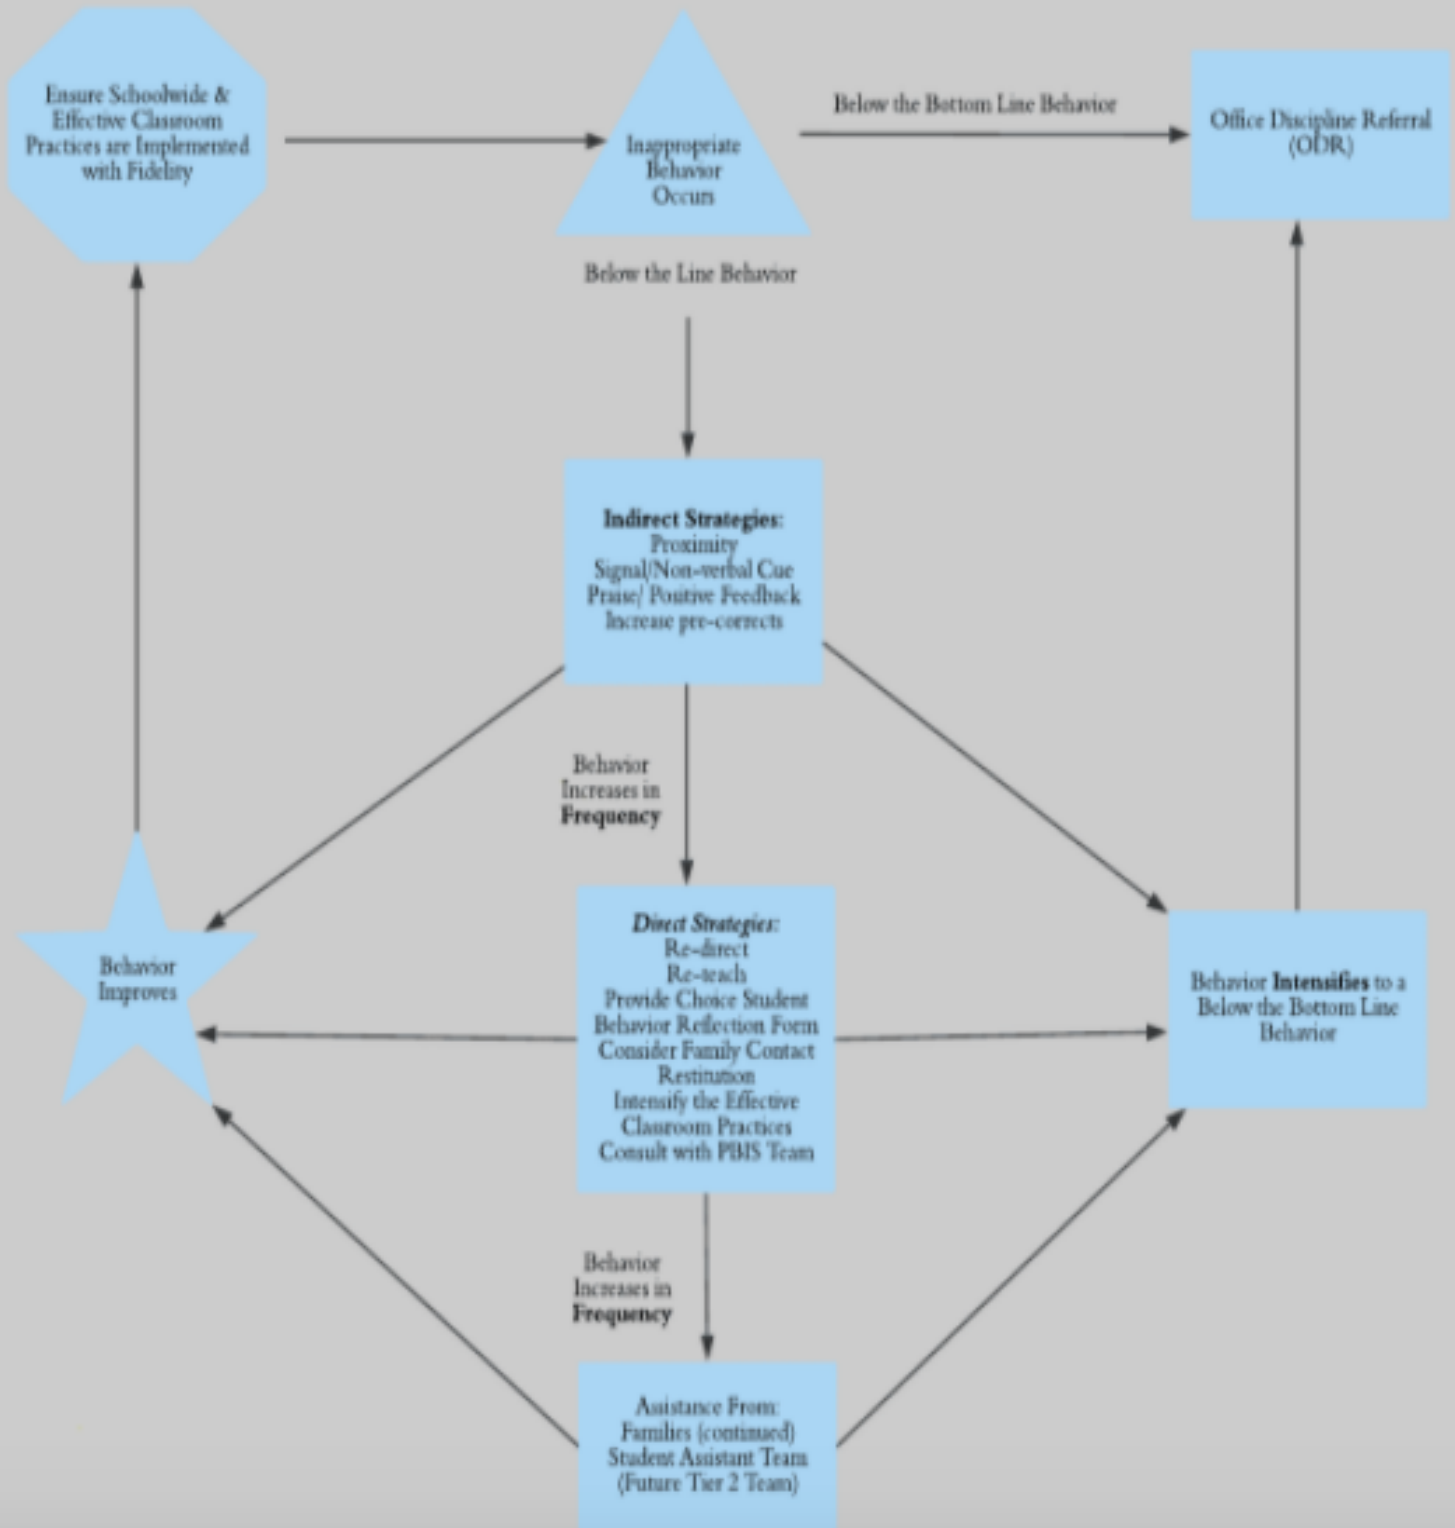 Ensure Schoolwide &
Effective Classroom
Practices are Implemented
with Fidelity
Inappropriate
Behavior
Occurs
Below the Bottom Line Behavior
Office Discipline Referral
(ODR)
Below the Line Behavior
Indirect Strategies:
Proximity
Signal/Non-verbal Cue
Praise/ Positive Feedback
Increase pre-corrects
Behavior
Increases in
Frequency
Behavior
Improves
Direct Strategies:
Re-direct
Re-teach
Provide Choice Student
Behavior Reflection Form
Consider Family Contact
Restitution
Intensify the Effective
Classroom Practices
Consult with PBIS Team
Behavior Intensifies to a
Below the Bottom Line
Behavior
Behavior
Increases in
Frequency
Assistance From:
Families (continued)
Student Assistant Team
(Future Tier 2 Team)